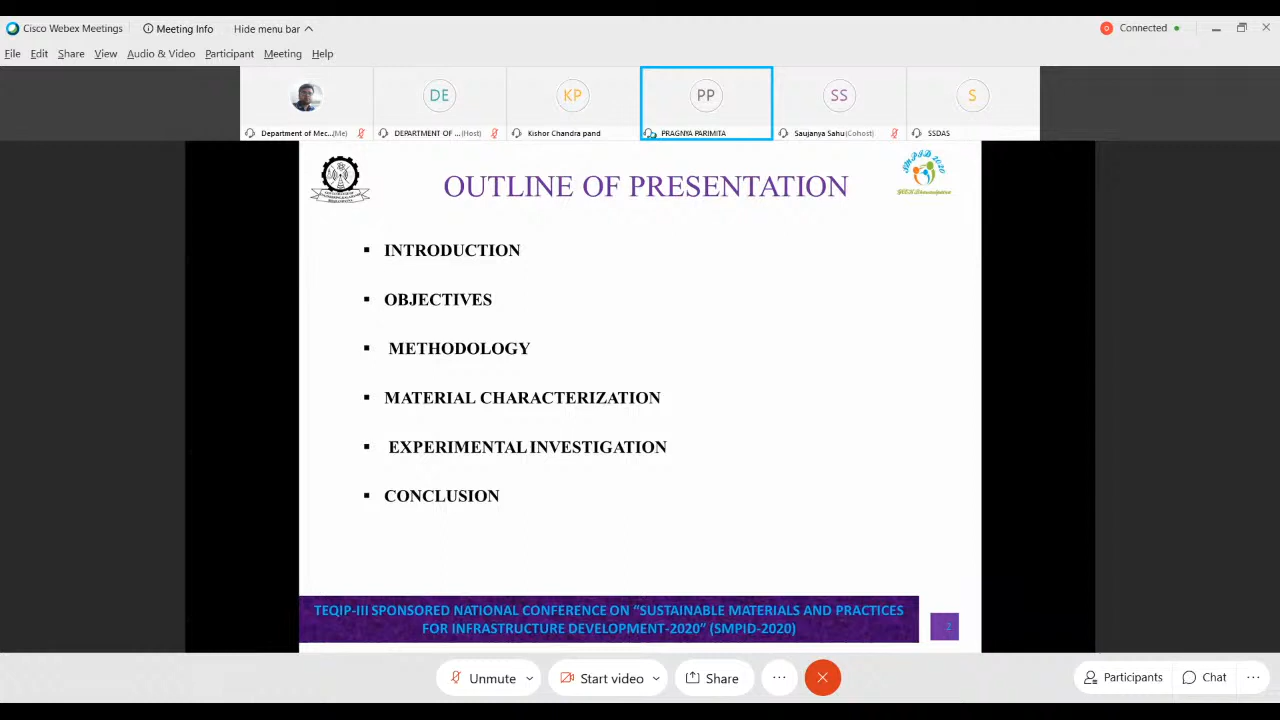 Cisco Webex Meetings
Meeting Info
Hide menu bar
Connected
File Edit Share View Audio & Video Participant Meeting Help
DE KP PP SS S
Department of Mec...(Me) DEPARTMENT OF ...(Host) Kishor Chandra pand PRAGNYA PARIMITA Saujanya Sahu(Cohost) SSDAS
SMPID 2020
OUTLINE OF PRESENTATION
INTRODUCTION
OBJECTIVES
METHODOLOGY
MATERIAL CHARACTERIZATION
EXPERIMENTAL INVESTIGATION
CONCLUSION
TEQIP-III SPONSORED NATIONAL CONFERENCE ON “SUSTAINABLE MATERIALS AND PRACTICES
FOR INFRASTRUCTURE DEVELOPMENT-2020” (SMPID-2020)
2
Unmute Start video Share Participants Chat